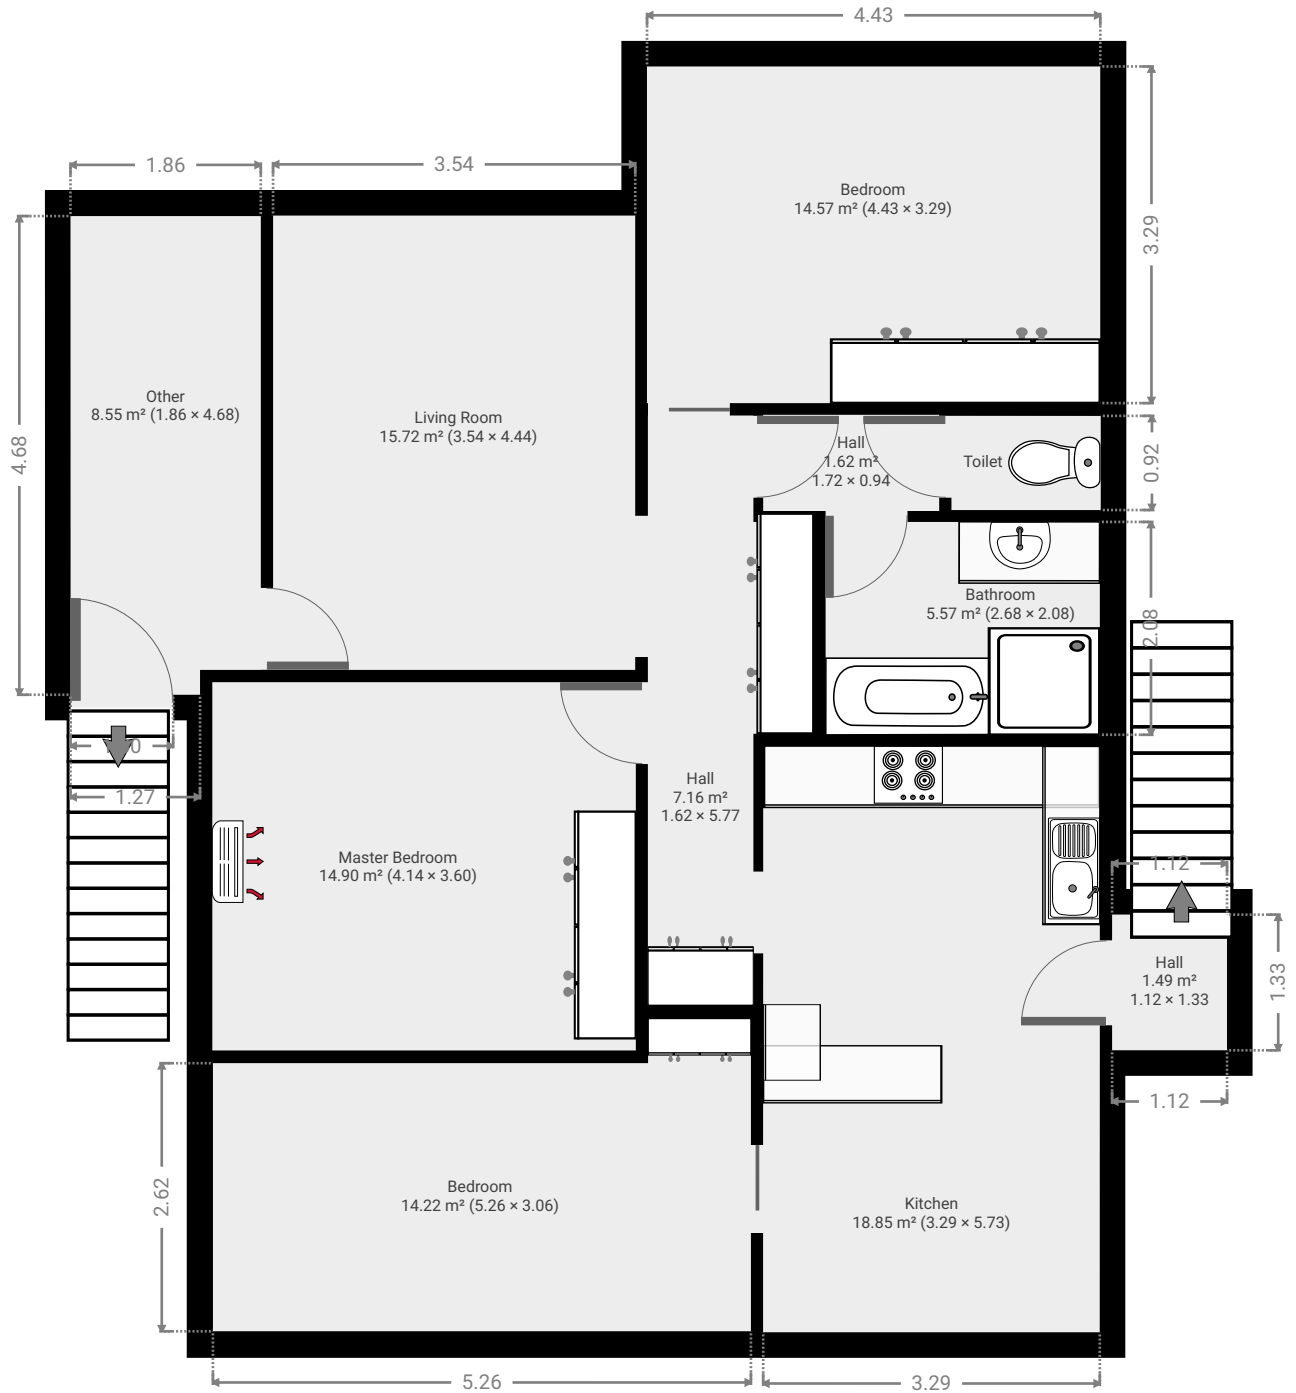 4.43
1.86
3.54
Bedroom
14.57 m² (4.43 × 3.29)
3.29
Other
8.55 m² (1.86 × 4.68)
Living Room
15.72 m² (3.54 × 4.44)
4.68
Hall
1.62 m²
1.72 × 0.94
Toilet
0.92
Bathroom
5.57 m² (2.68 × 2.08)
2.08
1.27
Hall
7.16 m²
1.62 × 5.77
Master Bedroom
14.90 m² (4.14 × 3.60)
1.12
Hall
1.49 m²
1.12 × 1.33
1.33
1.12
2.62
Bedroom
14.22 m² (5.26 × 3.06)
Kitchen
18.85 m² (3.29 × 5.73)
5.26
3.29